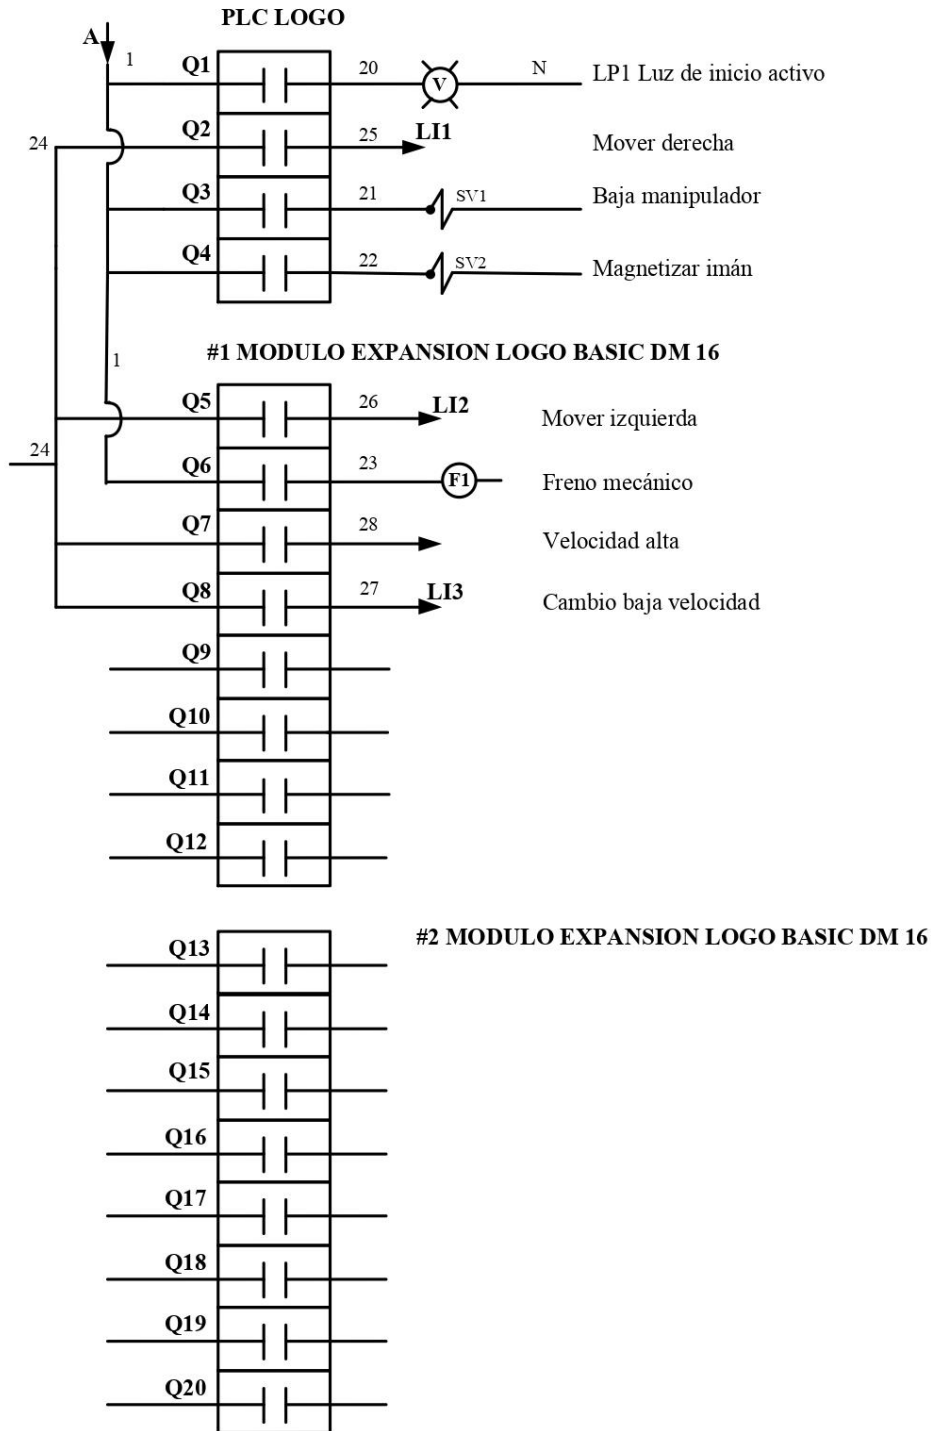 PLC LOGO
A
1
Q1
20
V
N
LP1 Luz de inicio activo
24
Q2
25
LI1
Mover derecha
Q3
21
SV1
Baja manipulador
Q4
22
SV2
Magnetizar imán
1
#1 MODULO EXPANSION LOGO BASIC DM 16
Q5
26
LI2
Mover izquierda
24
Q6
23
F1
Freno mecánico
Q7
28
Velocidad alta
Q8
27
LI3
Cambio baja velocidad
Q9
Q10
Q11
Q12
#2 MODULO EXPANSION LOGO BASIC DM 16
Q13
Q14
Q15
Q16
Q17
Q18
Q19
Q20